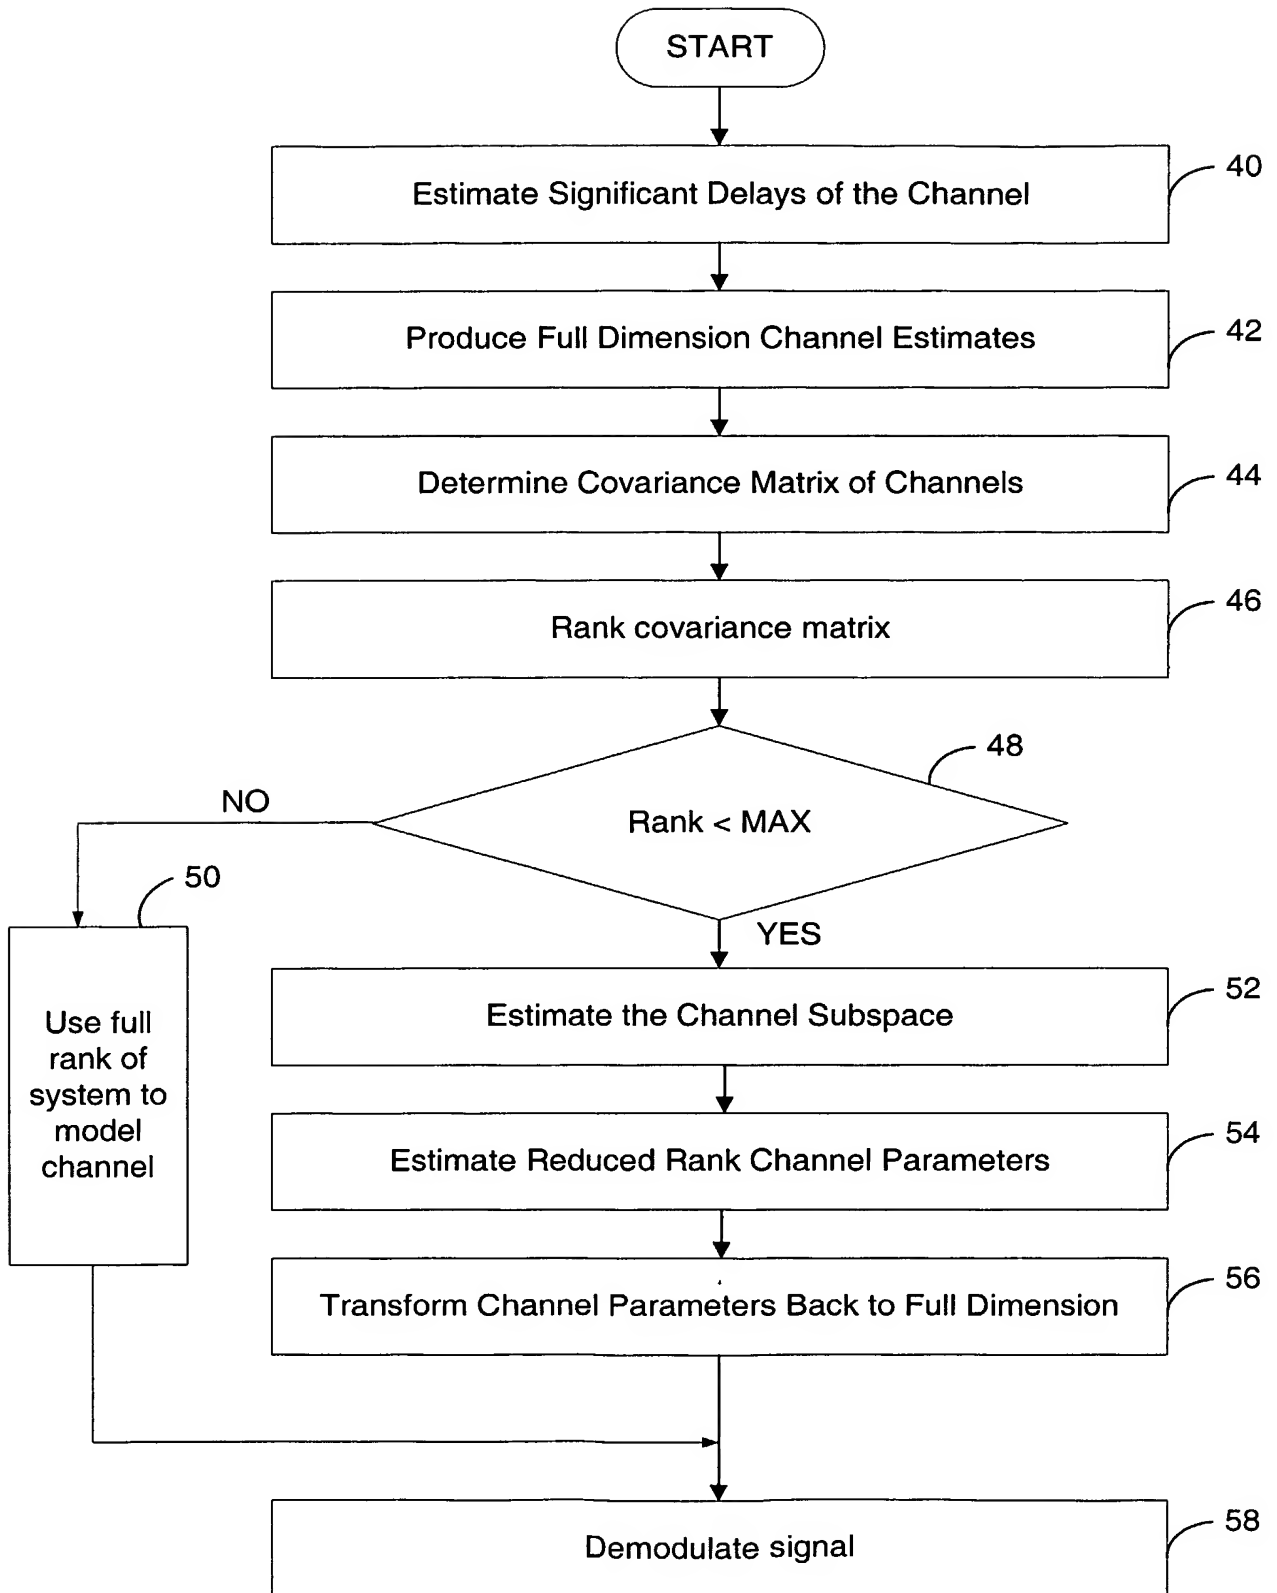 START
Estimate Significant Delays of the Channel
40
Produce Full Dimension Channel Estimates
42
Determine Covariance Matrix of Channels
44
Rank covariance matrix
46
48
Rank < MAX
NO
YES
50
Use full
rank of
system to
model
channel
Estimate the Channel Subspace
52
Estimate Reduced Rank Channel Parameters
54
Transform Channel Parameters Back to Full Dimension
56
Demodulate signal
58